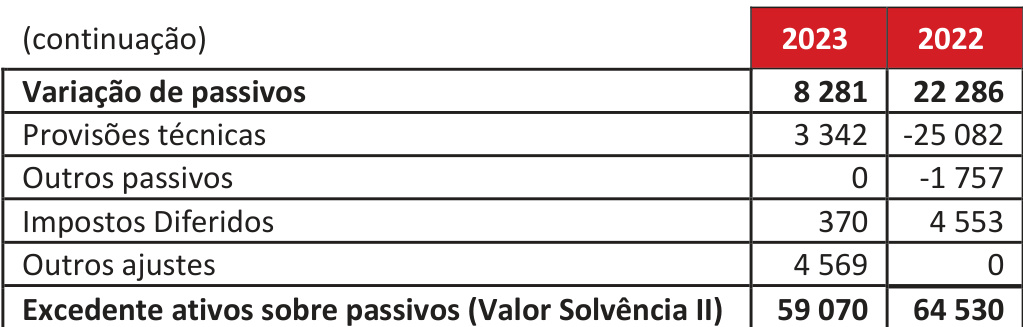 (continuação) 2023 2022
Variação de passivos 8 281 22 286
Provisões técnicas 3 342 -25 082
Outros passivos 0 -1 757
Impostos Diferidos 370 4 553
Outros ajustes 4 569 0
Excedente ativos sobre passivos (Valor Solvência II) 59 070 64 530